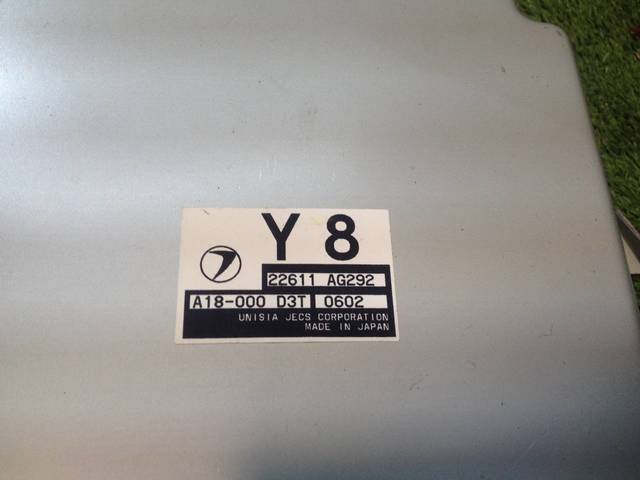 Y 8
22611 AG292
A18-000 D3T 0602
UNISIA JECS CORPORATION
MADE IN JAPAN